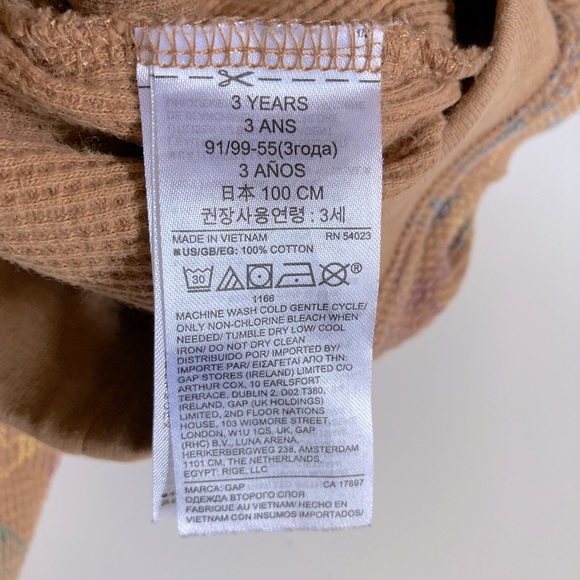 3 YEARS
3 ANS
91/99-55(3года)
3 AÑOS
日本 100 CM
권장사용연령 : 3세
MADE IN VIETNAM RN 54023
■US/GB/EG: 100% COTTON
30
®
1166
MACHINE WASH COLD GENTLE CYCLE/
ONLY NON-CHLORINE BLEACH WHEN
NEEDED/ TUMBLE DRY LOW/ COOL
IRON/ DO NOT DRY CLEAN
DISTRIBUIDO POR/ IMPORTED BY/
IMPORTE PAR/ ΕΙΣΑΓΕΤΑΙ ΑΠΟ ΤΗΝ:
GAP STORES (IRELAND) LIMITED C/O
ARTHUR COX, 10 EARLSFORT
TERRACE, DUBLIN 2, D02 T380,
IRELAND, GAP (UK HOLDINGS)
LIMITED, 2ND FLOOR NATIONS
HOUSE, 103 WIGMORE STREET,
LONDON, W1U 1QS, UK, GAP
(RHC) B.V., LUNA ARENA,
HERIKERBERGWEG 238, AMSTERDAM
1101 CM, THE NETHERLANDS,
EGYPT: RIGE, LLC
MARCA: GAP CA 17897
ОДЕЖДА ВТОРОГО СЛОЯ
FABRIQUE AU VIETNAM/ HECHO EN
VIETNAM CON INSUMOS IMPORTADOS/